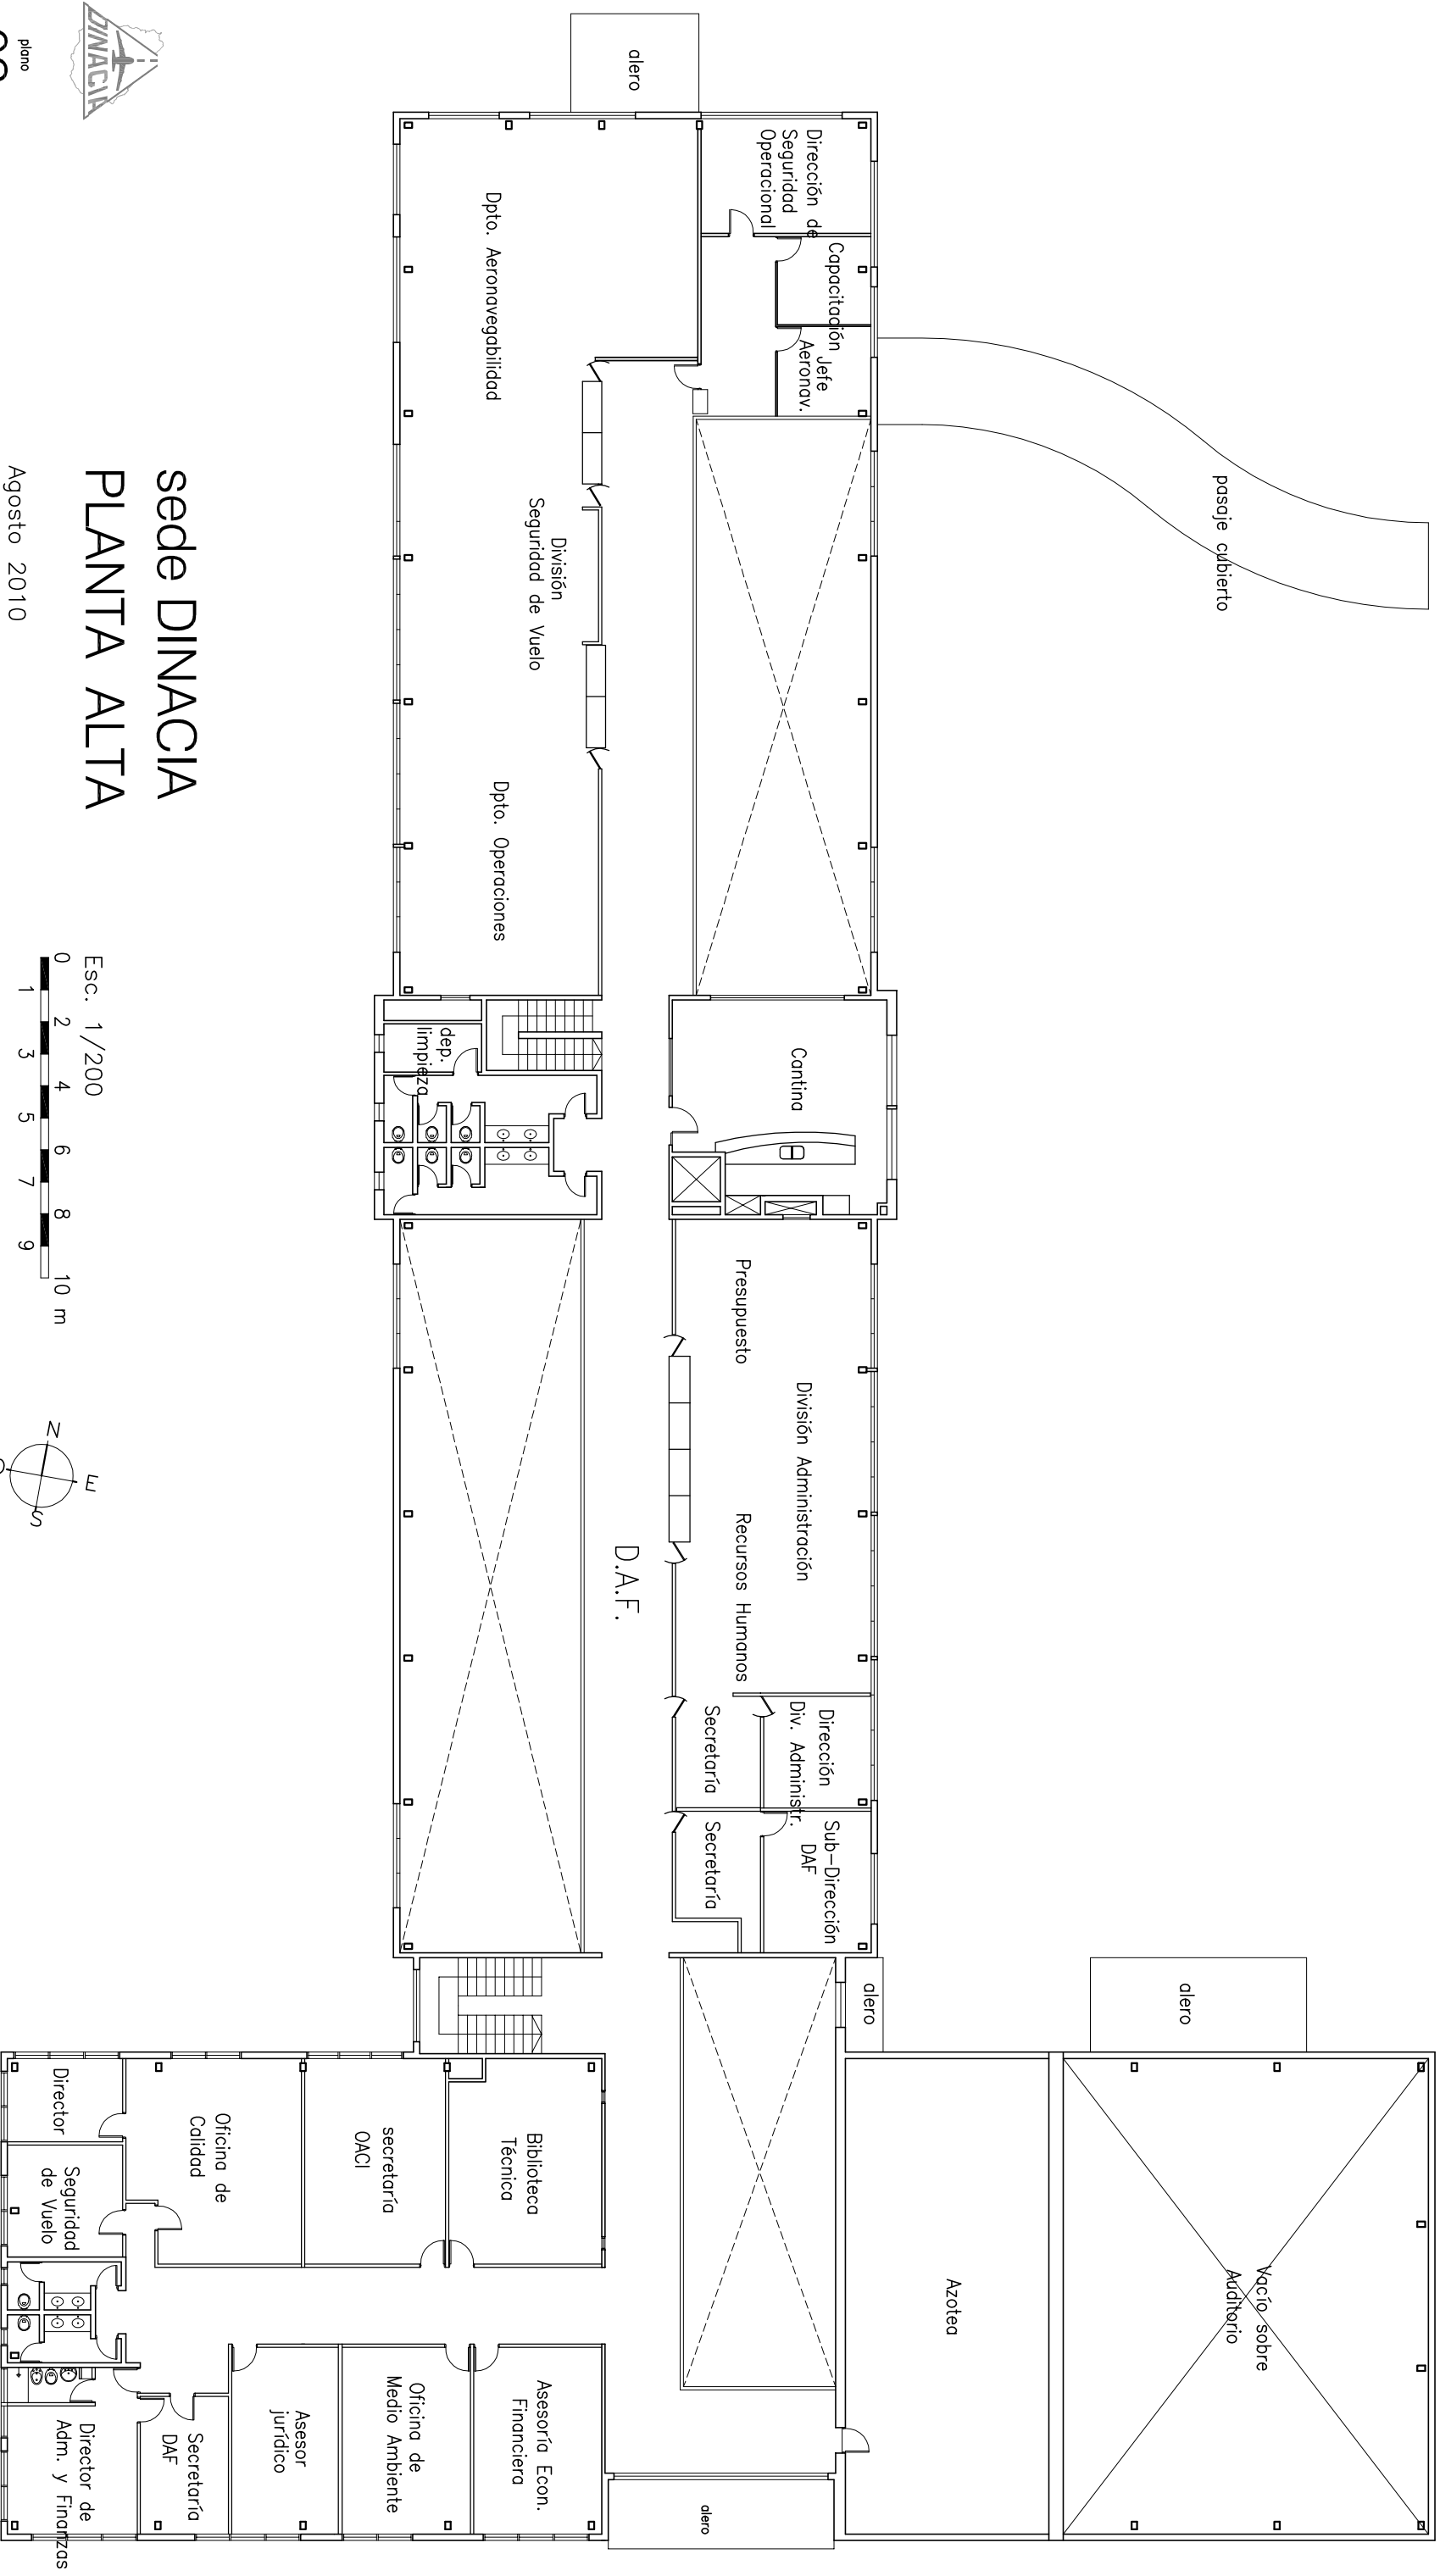 alero
Dirección de
Seguridad
Operacional
Capacitación
Jefe
Aeronav.
pasaje cubierto
Dpto. Aeronavegabilidad
División
Seguridad de Vuelo
Dpto. Operaciones
dep.
limpieza
Cantina
Presupuesto
División Administración
Recursos Humanos
D.A.F.
Secretaría
Dirección
Div. Administr.
Secretaría
Sub-Dirección
DAF
alero
alero
Director
Oficina de
Calidad
secretaría
OACI
Biblioteca
Técnica
Seguridad
de Vuelo
Azotea
Vacío sobre
Auditorio
Director de
Adm. y Finanzas
Secretaría
DAF
Asesor
jurídico
Oficina de
Medio Ambiente
Asesoría Econ.
Financiera
alero
DINACIA
plano
sede DINACIA
PLANTA ALTA
Agosto 2010
Esc. 1/200
0 2 4 6 8 10 m
1 3 5 7 9
N
E
S